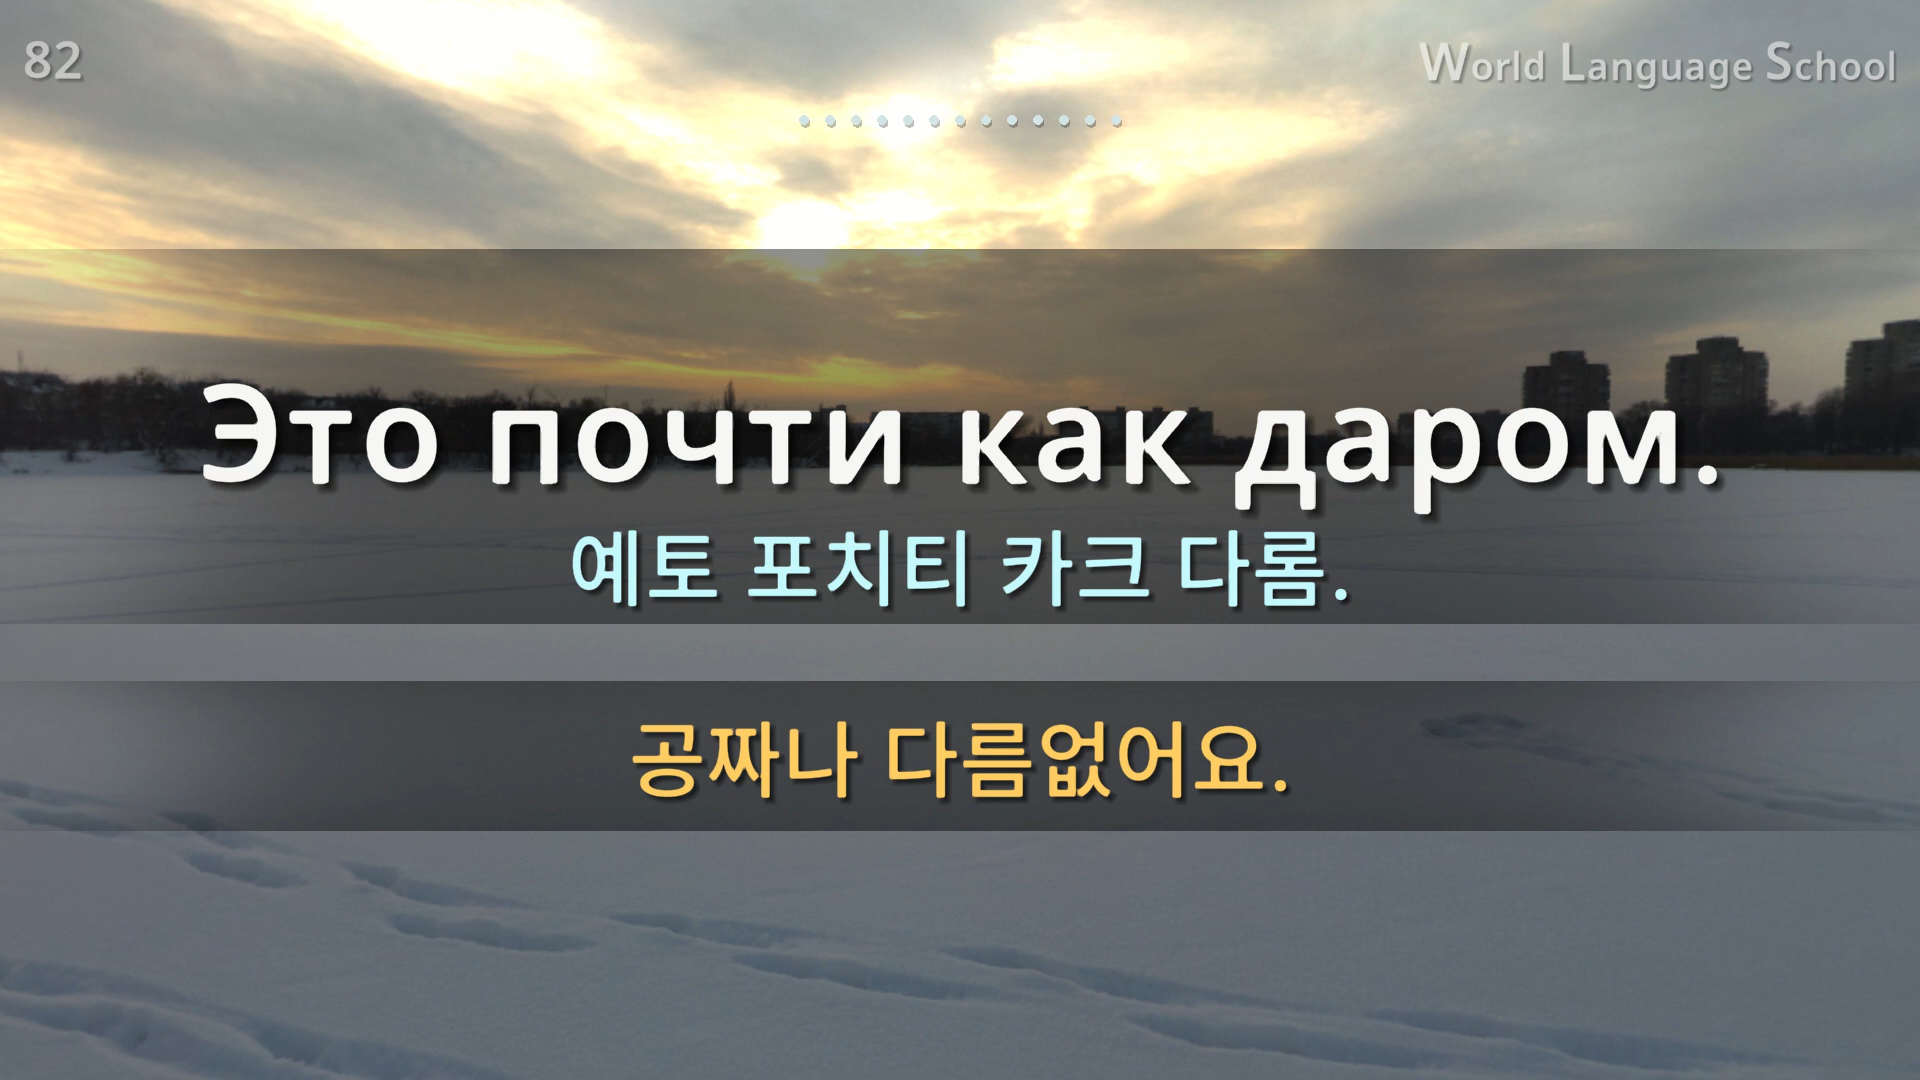 82
World Language School
Это почти как даром.
예토 포치티 카크 다롬.
공짜나 다름없어요.